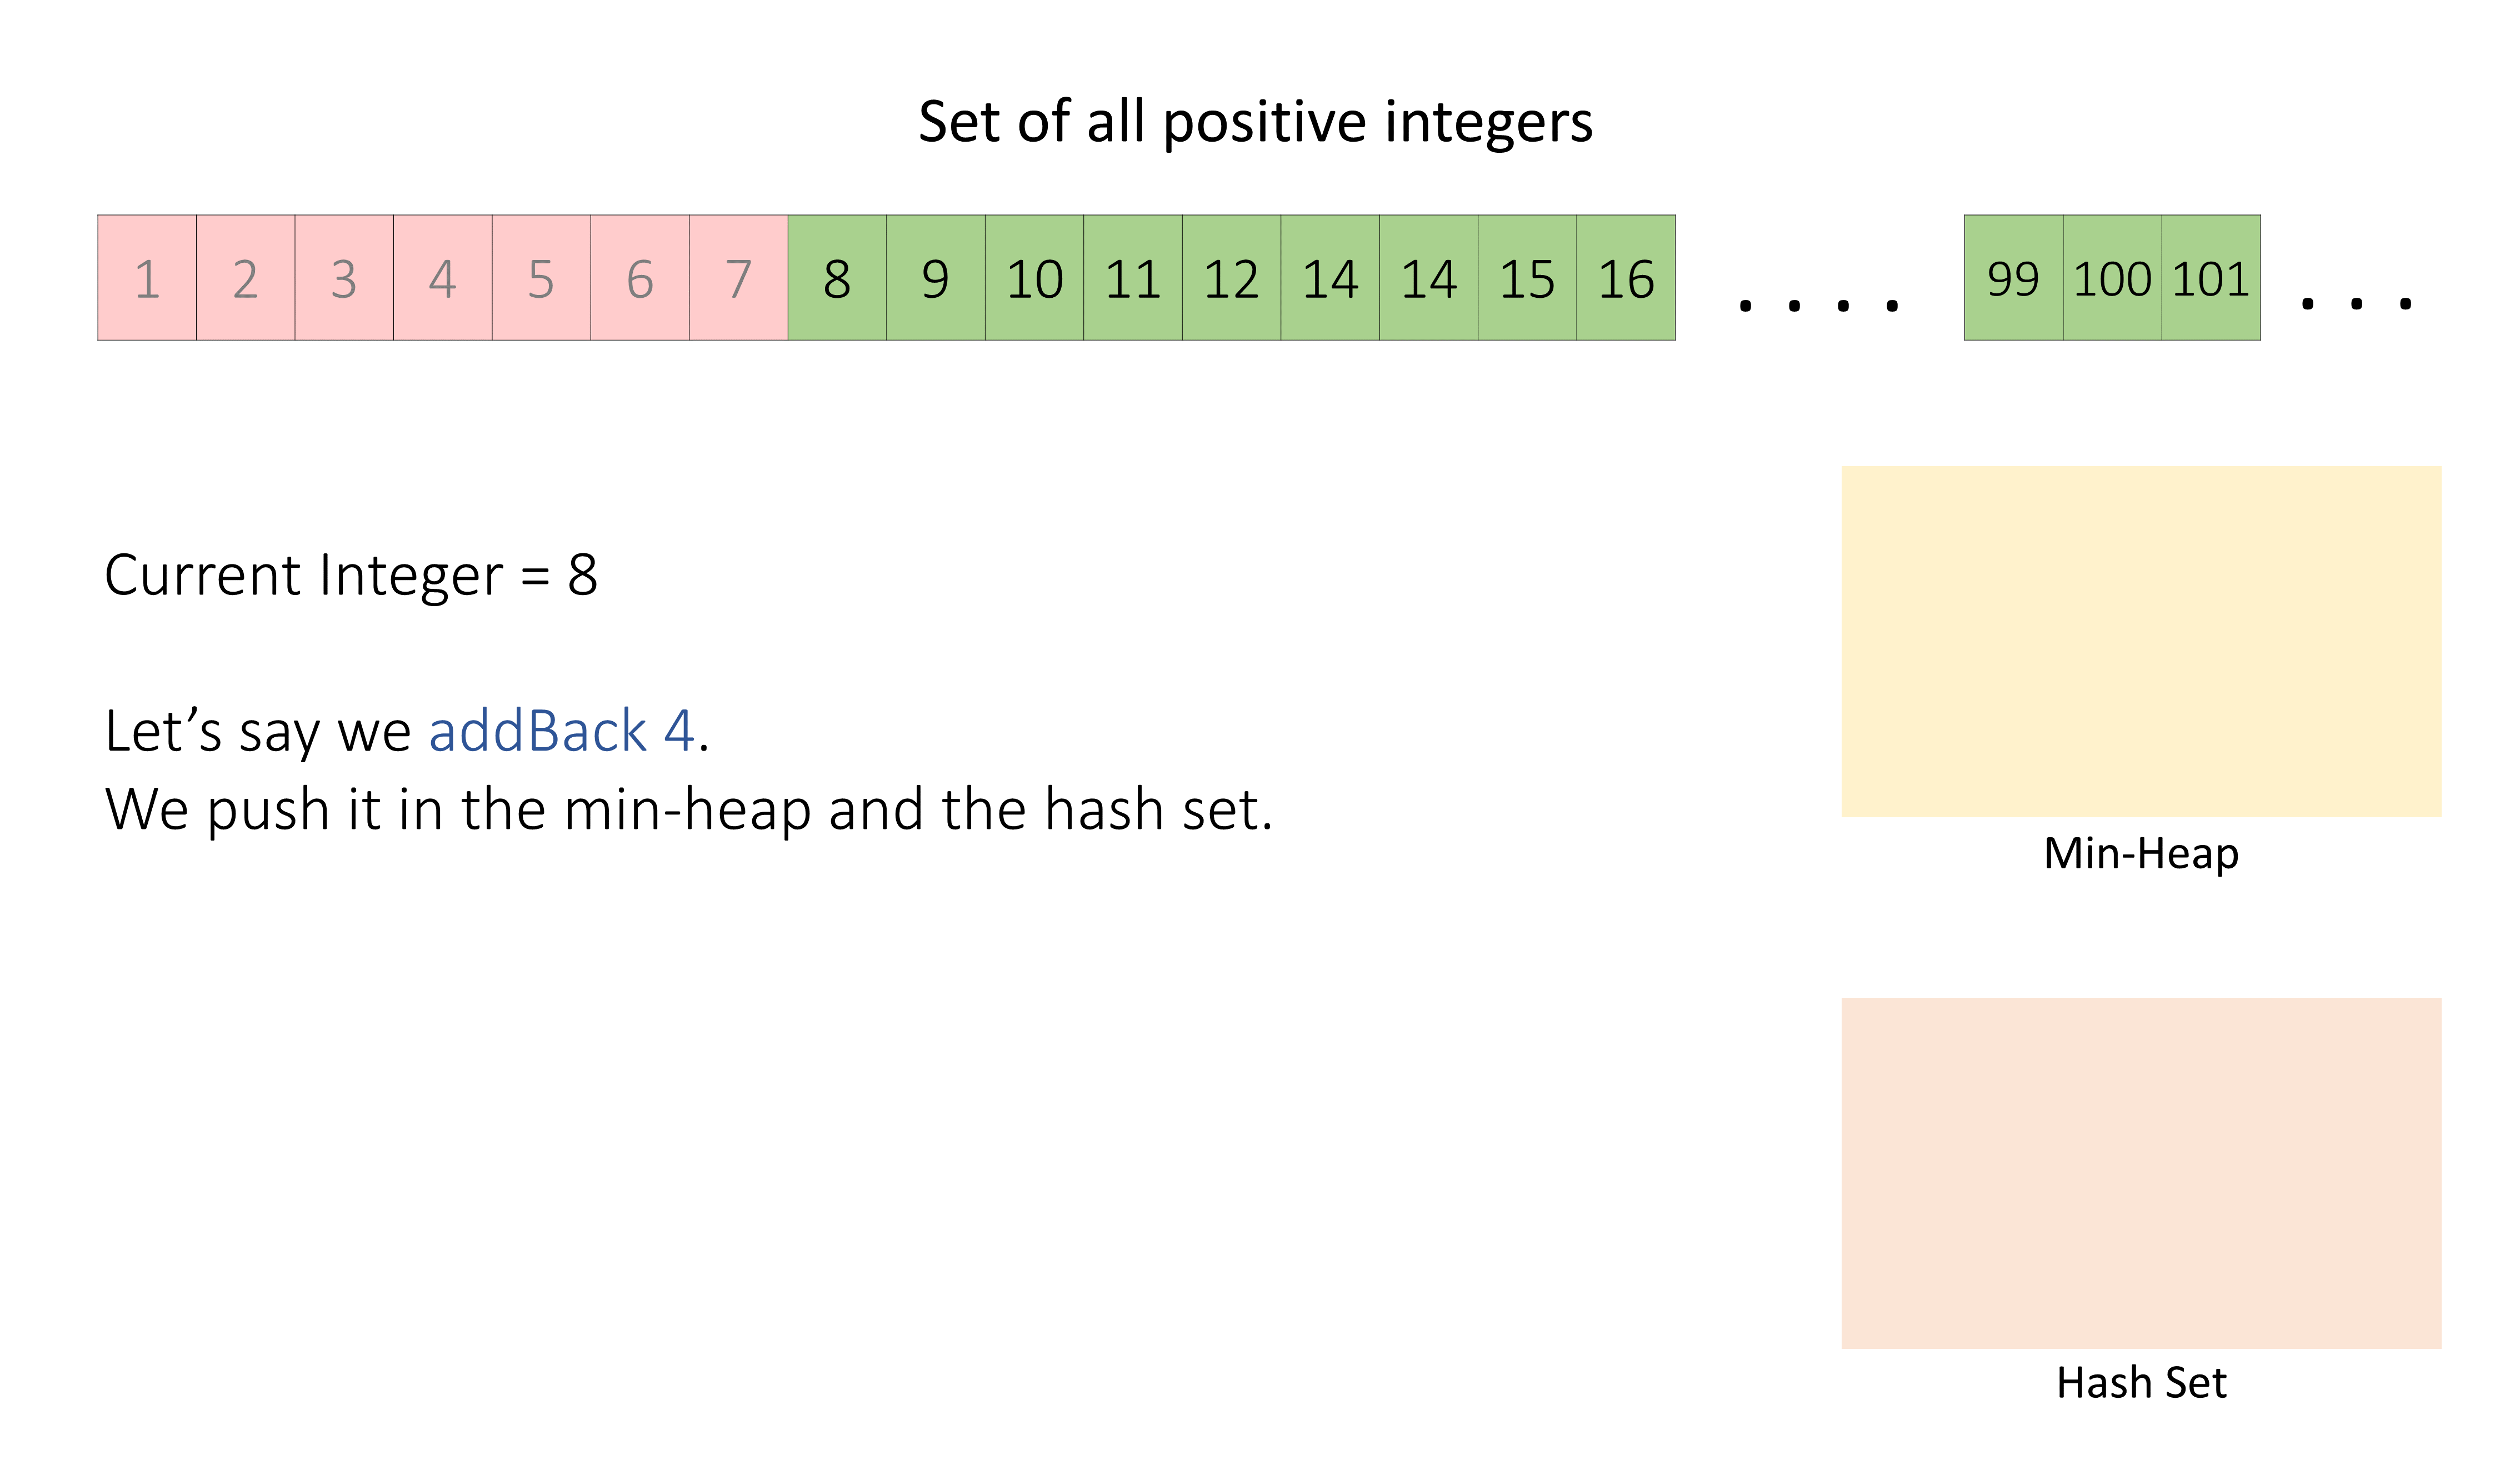 Set of all positive integers
1 2 3 4 5 6 7 8 9 10 11 12 14 14 15 16 . . . . 99 100 101 . . .
Current Integer = 8
Let’s say we addBack 4.
We push it in the min-heap and the hash set.
Min-Heap
Hash Set